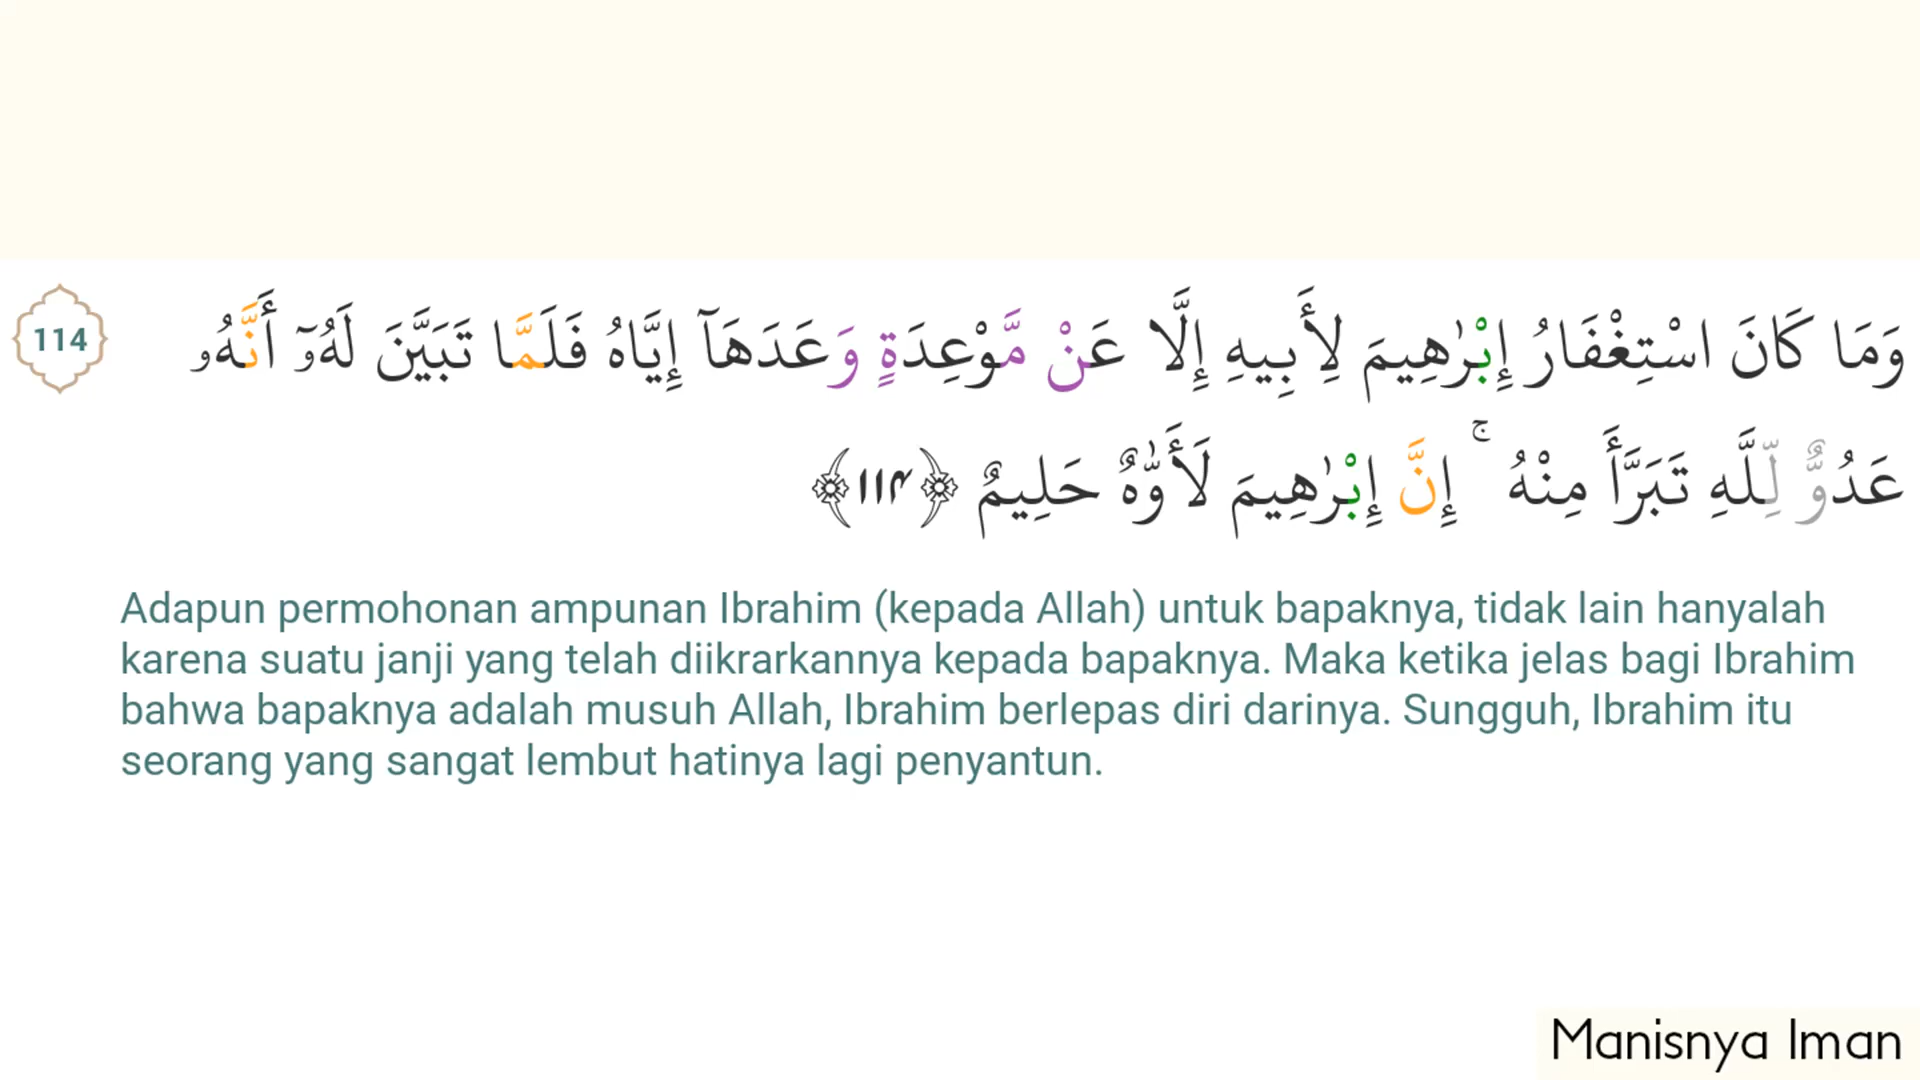 114
وَمَا كَانَ اسْتِغْفَارُ إِبْرٰهِيمَ لِأَبِيهِ إِلَّا عَنْ مَّوْعِدَةٍ وَعَدَهَآ إِيَّاهُ فَلَمَّا تَبَيَّنَ لَهُۥٓ أَنَّهُۥ
عَدُوٌّ لِّلَّهِ تَبَرَّأَ مِنْهُ ۚ إِنَّ إِبْرٰهِيمَ لَأَوّٰهٌ حَلِيمٌ ﴿١١٤﴾
Adapun permohonan ampunan Ibrahim (kepada Allah) untuk bapaknya, tidak lain hanyalah
karena suatu janji yang telah diikrarkannya kepada bapaknya. Maka ketika jelas bagi Ibrahim
bahwa bapaknya adalah musuh Allah, Ibrahim berlepas diri darinya. Sungguh, Ibrahim itu
seorang yang sangat lembut hatinya lagi penyantun.
Manisnya Iman